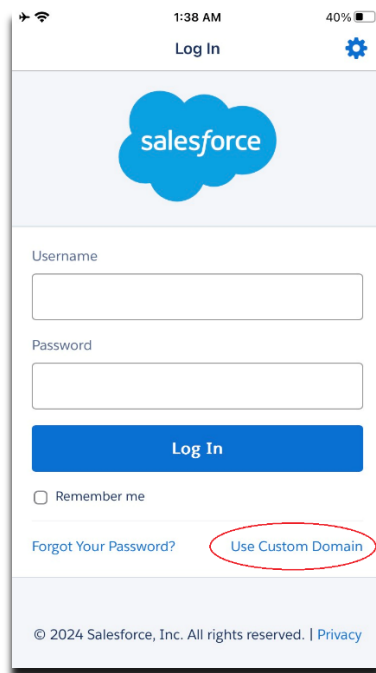 1:38 AM
40%
Log In
salesforce
Username
Password
Log In
Remember me
Forgot Your Password?
Use Custom Domain
© 2024 Salesforce, Inc. All rights reserved. | Privacy